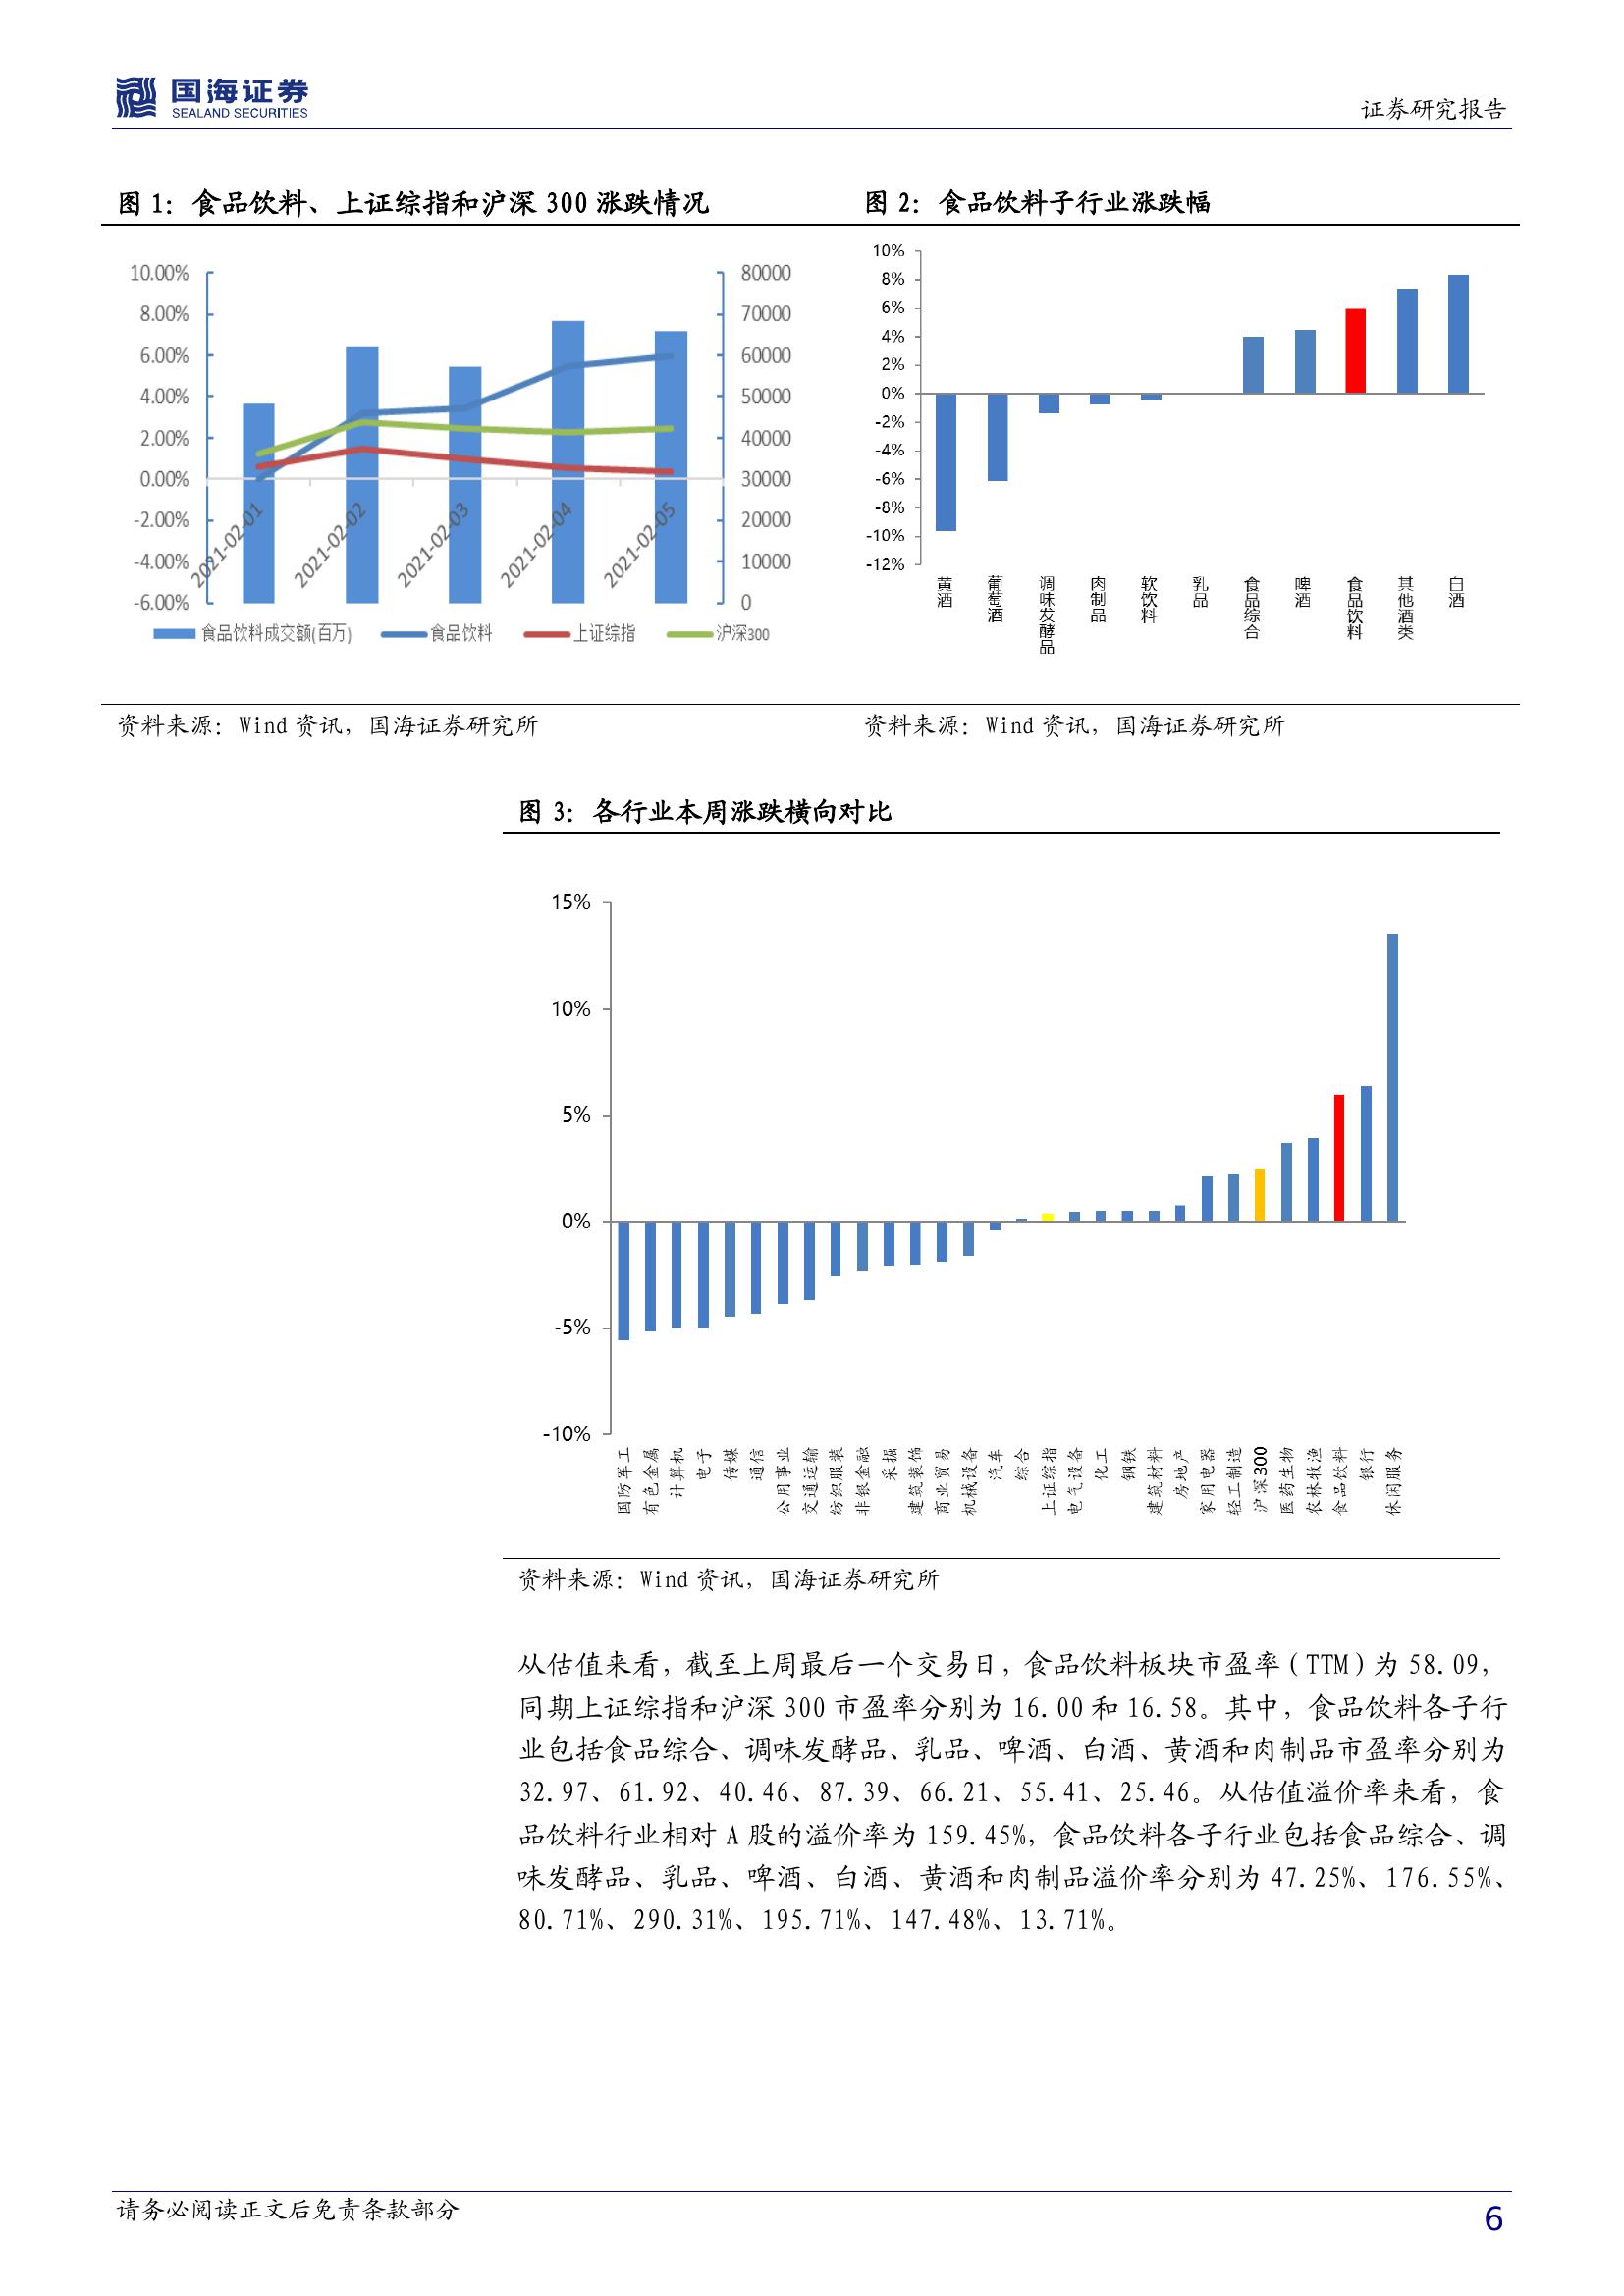 国海证券
SEALAND SECURITIES
证券研究报告
图 1：食品饮料、上证综指和沪深 300 涨跌情况
10.00%
8.00%
6.00%
4.00%
2.00%
0.00%
-2.00%
-4.00%
-6.00%
80000
70000
60000
50000
40000
30000
20000
10000
0
2021-02-01
2021-02-02
2021-02-03
2021-02-04
2021-02-05
食品饮料成交额(百万)
食品饮料
上证综指
沪深300
资料来源：Wind 资讯，国海证券研究所
图 2：食品饮料子行业涨跌幅
10%
8%
6%
4%
2%
0%
-2%
-4%
-6%
-8%
-10%
-12%
黄酒
葡萄酒
调味发酵品
肉制品
软饮料
乳品
食品综合
啤酒
食品饮料
其他酒类
白酒
资料来源：Wind 资讯，国海证券研究所
图 3：各行业本周涨跌横向对比
15%
10%
5%
0%
-5%
-10%
国防军工
有色金属
计算机
电子
传媒
通信
公用事业
交通运输
纺织服装
非银金融
采掘
建筑装饰
商业贸易
机械设备
汽车
综合
上证综指
电气设备
化工
钢铁
建筑材料
房地产
家用电器
轻工制造
沪深300
医药生物
农林牧渔
食品饮料
银行
休闲服务
资料来源：Wind 资讯，国海证券研究所
从估值来看，截至上周最后一个交易日，食品饮料板块市盈率（TTM）为 58.09，
同期上证综指和沪深 300 市盈率分别为 16.00 和 16.58。其中，食品饮料各子行
业包括食品综合、调味发酵品、乳品、啤酒、白酒、黄酒和肉制品市盈率分别为
32.97、61.92、40.46、87.39、66.21、55.41、25.46。从估值溢价率来看，食
品饮料行业相对 A 股的溢价率为 159.45%，食品饮料各子行业包括食品综合、调
味发酵品、乳品、啤酒、白酒、黄酒和肉制品溢价率分别为 47.25%、176.55%、
80.71%、290.31%、195.71%、147.48%、13.71%。
请务必阅读正文后免责条款部分
6